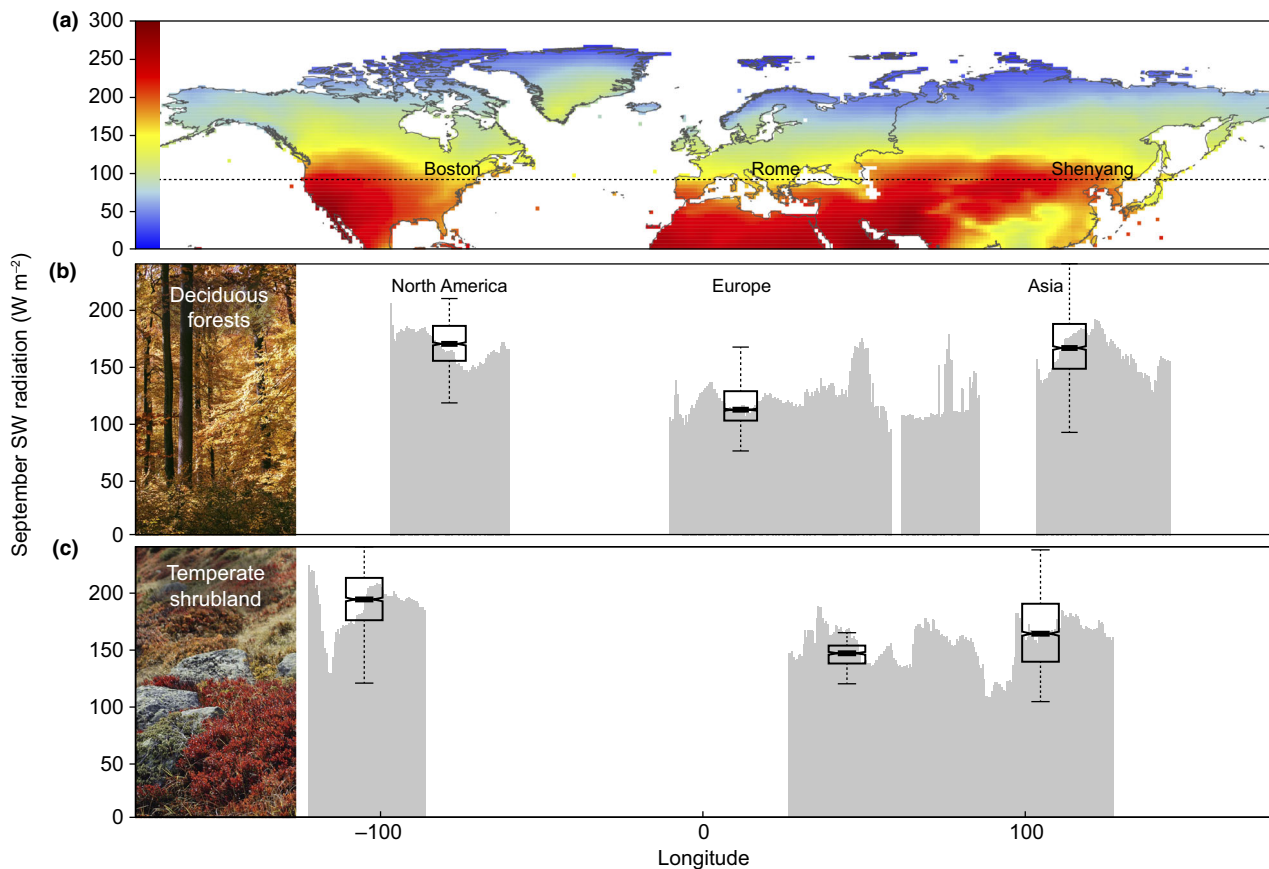 (a)
300
250
200
150
100
50
0
Boston
Rome
Shenyang
(b)
Deciduous
forests
North America
Europe
Asia
200
150
100
50
0
September SW radiation (W m⁻²)
(c)
Temperate
shrubland
200
150
100
50
0
–100
0
100
Longitude